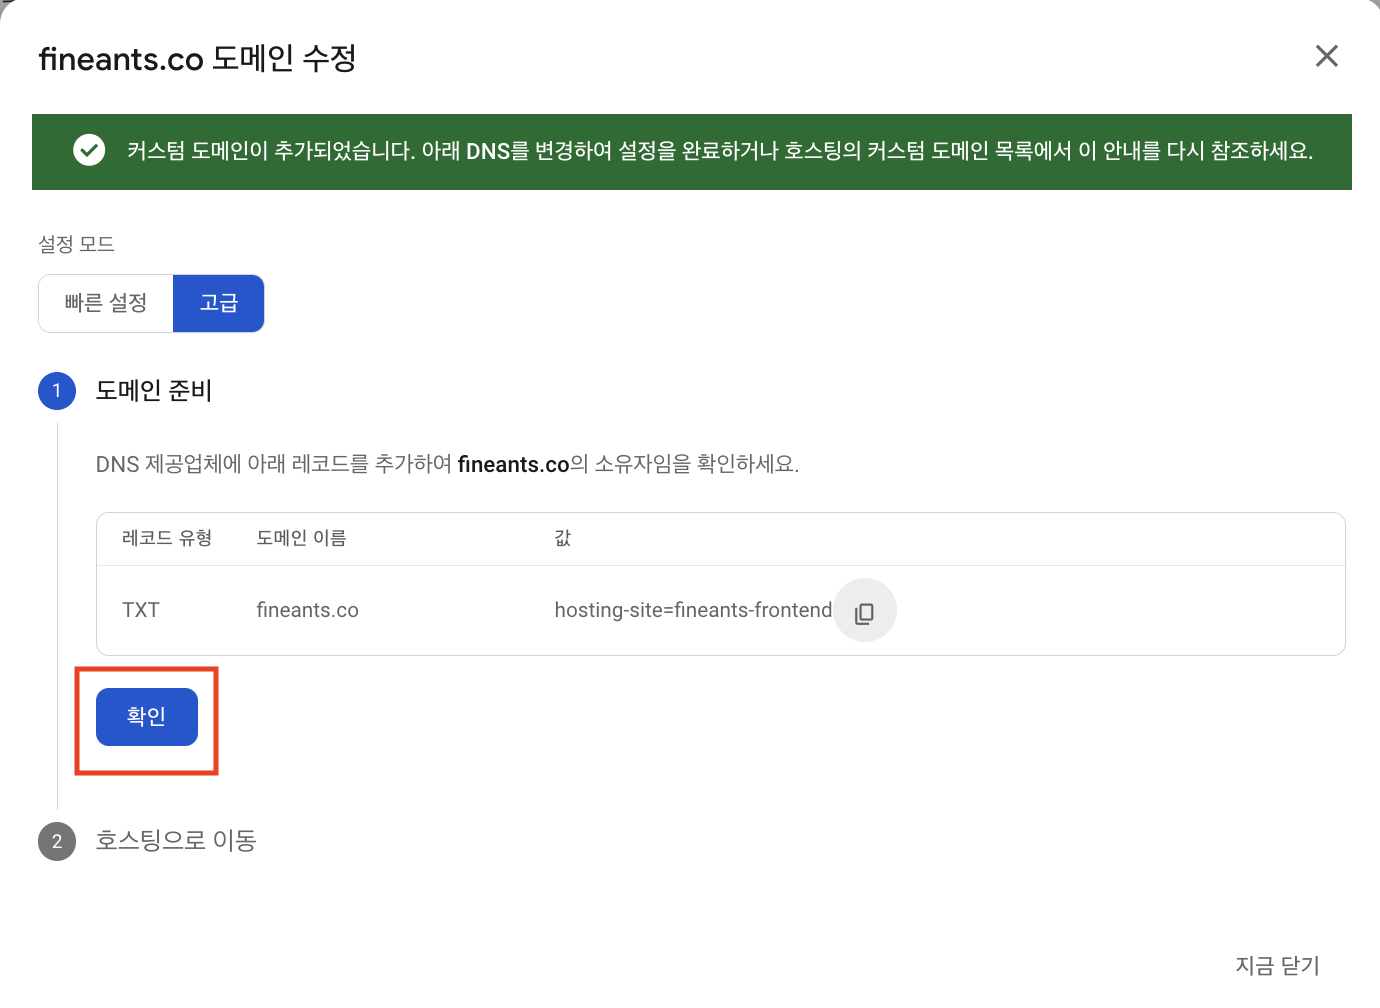 fineants.co 도메인 수정
커스텀 도메인이 추가되었습니다. 아래 DNS를 변경하여 설정을 완료하거나 호스팅의 커스텀 도메인 목록에서 이 안내를 다시 참조하세요.
설정 모드
빠른 설정 고급
1 도메인 준비
DNS 제공업체에 아래 레코드를 추가하여 fineants.co의 소유자임을 확인하세요.
레코드 유형 도메인 이름 값
TXT fineants.co hosting-site=fineants-frontend
확인
2 호스팅으로 이동
지금 닫기